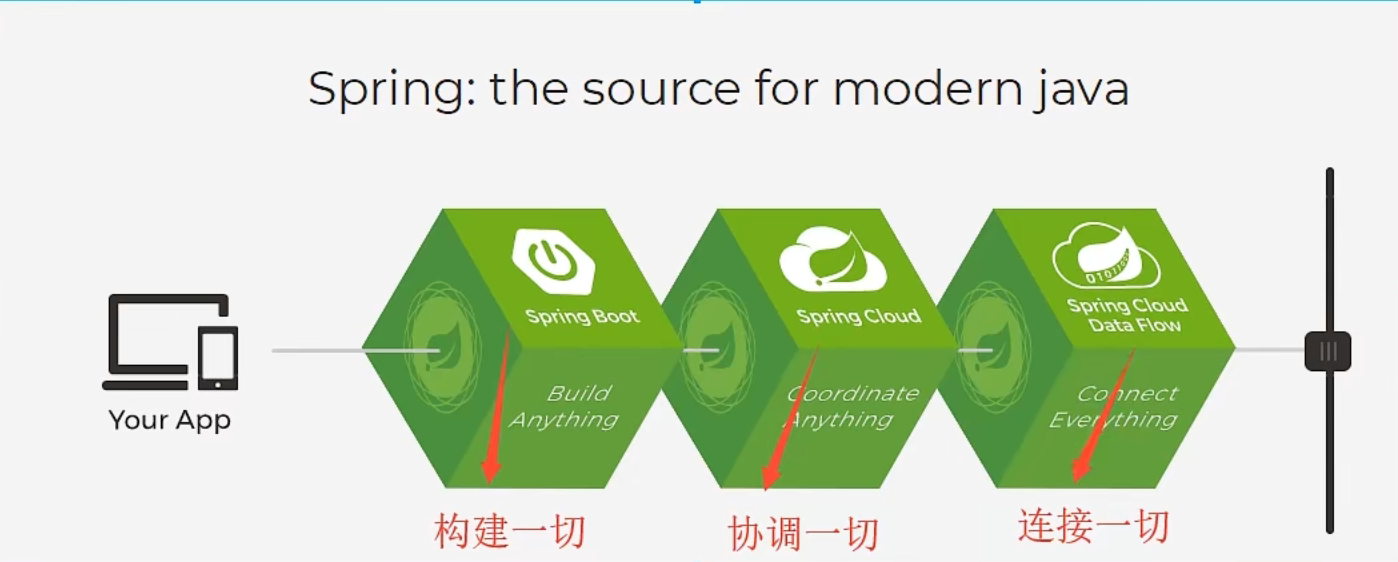 Spring: the source for modern java
Your App
Spring Boot
Build
Anything
构建一切
Spring Cloud
Coordinate
Anything
协调一切
Spring Cloud
Data Flow
Connect
Everything
连接一切